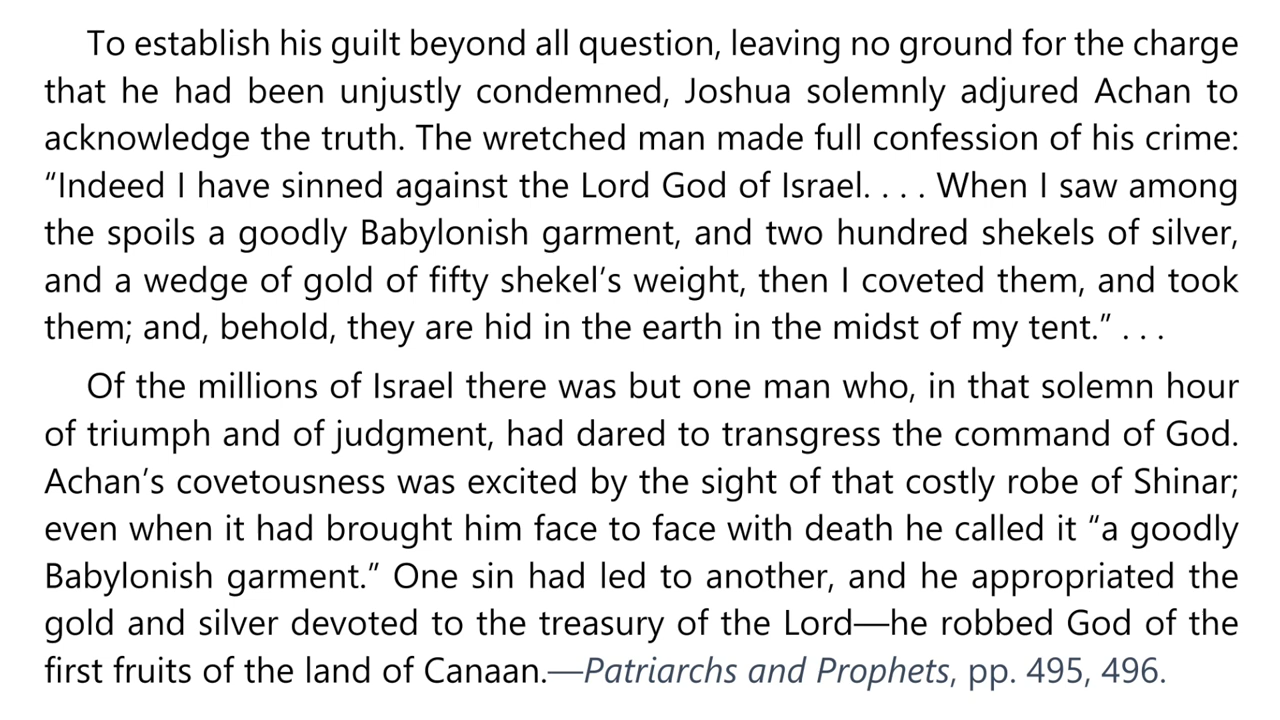 To establish his guilt beyond all question, leaving no ground for the charge
that he had been unjustly condemned, Joshua solemnly adjured Achan to
acknowledge the truth. The wretched man made full confession of his crime:
“Indeed I have sinned against the Lord God of Israel. . . . When I saw among
the spoils a goodly Babylonish garment, and two hundred shekels of silver,
and a wedge of gold of fifty shekel’s weight, then I coveted them, and took
them; and, behold, they are hid in the earth in the midst of my tent.” . . .
Of the millions of Israel there was but one man who, in that solemn hour
of triumph and of judgment, had dared to transgress the command of God.
Achan’s covetousness was excited by the sight of that costly robe of Shinar;
even when it had brought him face to face with death he called it “a goodly
Babylonish garment.” One sin had led to another, and he appropriated the
gold and silver devoted to the treasury of the Lord—he robbed God of the
first fruits of the land of Canaan.—Patriarchs and Prophets, pp. 495, 496.